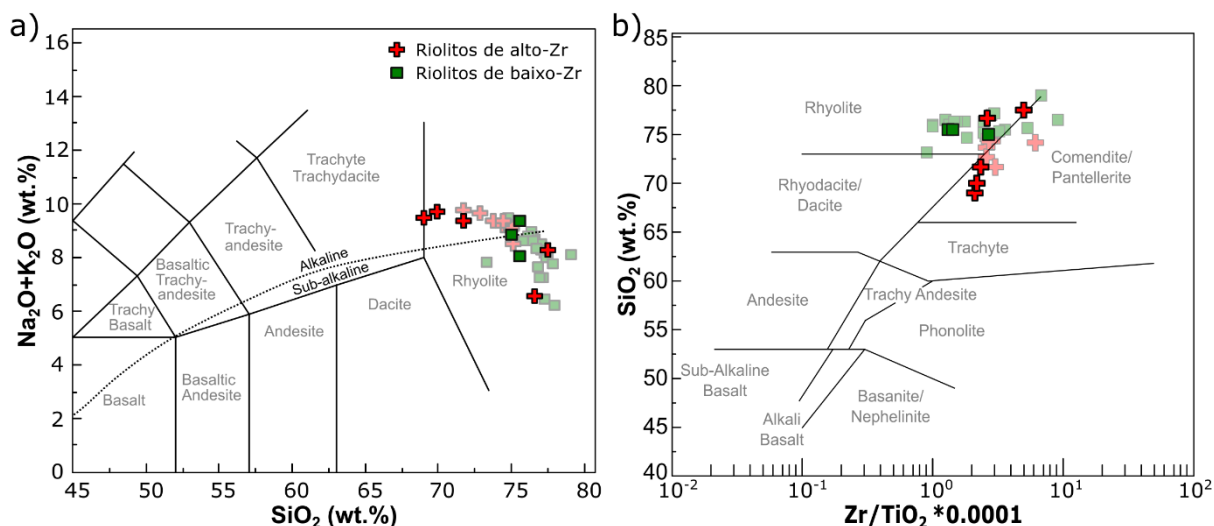 a)
16
14
12
10
8
6
4
2
0
Na₂O+K₂O (wt.%)
Riolitos de alto-Zr
Riolitos de baixo-Zr
Trachyte
Trachydacite
Trachy-
andesite
Basaltic
Trachy-
andesite
Trachy
Basalt
Alkaline
Sub-alkaline
Rhyolite
Dacite
Andesite
Basaltic
Andesite
Basalt
45 50 55 60 65 70 75 80
SiO₂ (wt.%)
b)
85
80
75
70
65
60
55
50
45
40
SiO₂ (wt.%)
Rhyolite
Comendite/
Pantellerite
Rhyodacite/
Dacite
Trachyte
Andesite
Trachy Andesite
Phonolite
Sub-Alkaline
Basalt
Basanite/
Nephelinite
Alkali
Basalt
10⁻² 10⁻¹ 10⁰ 10¹ 10²
Zr/TiO₂ *0.0001